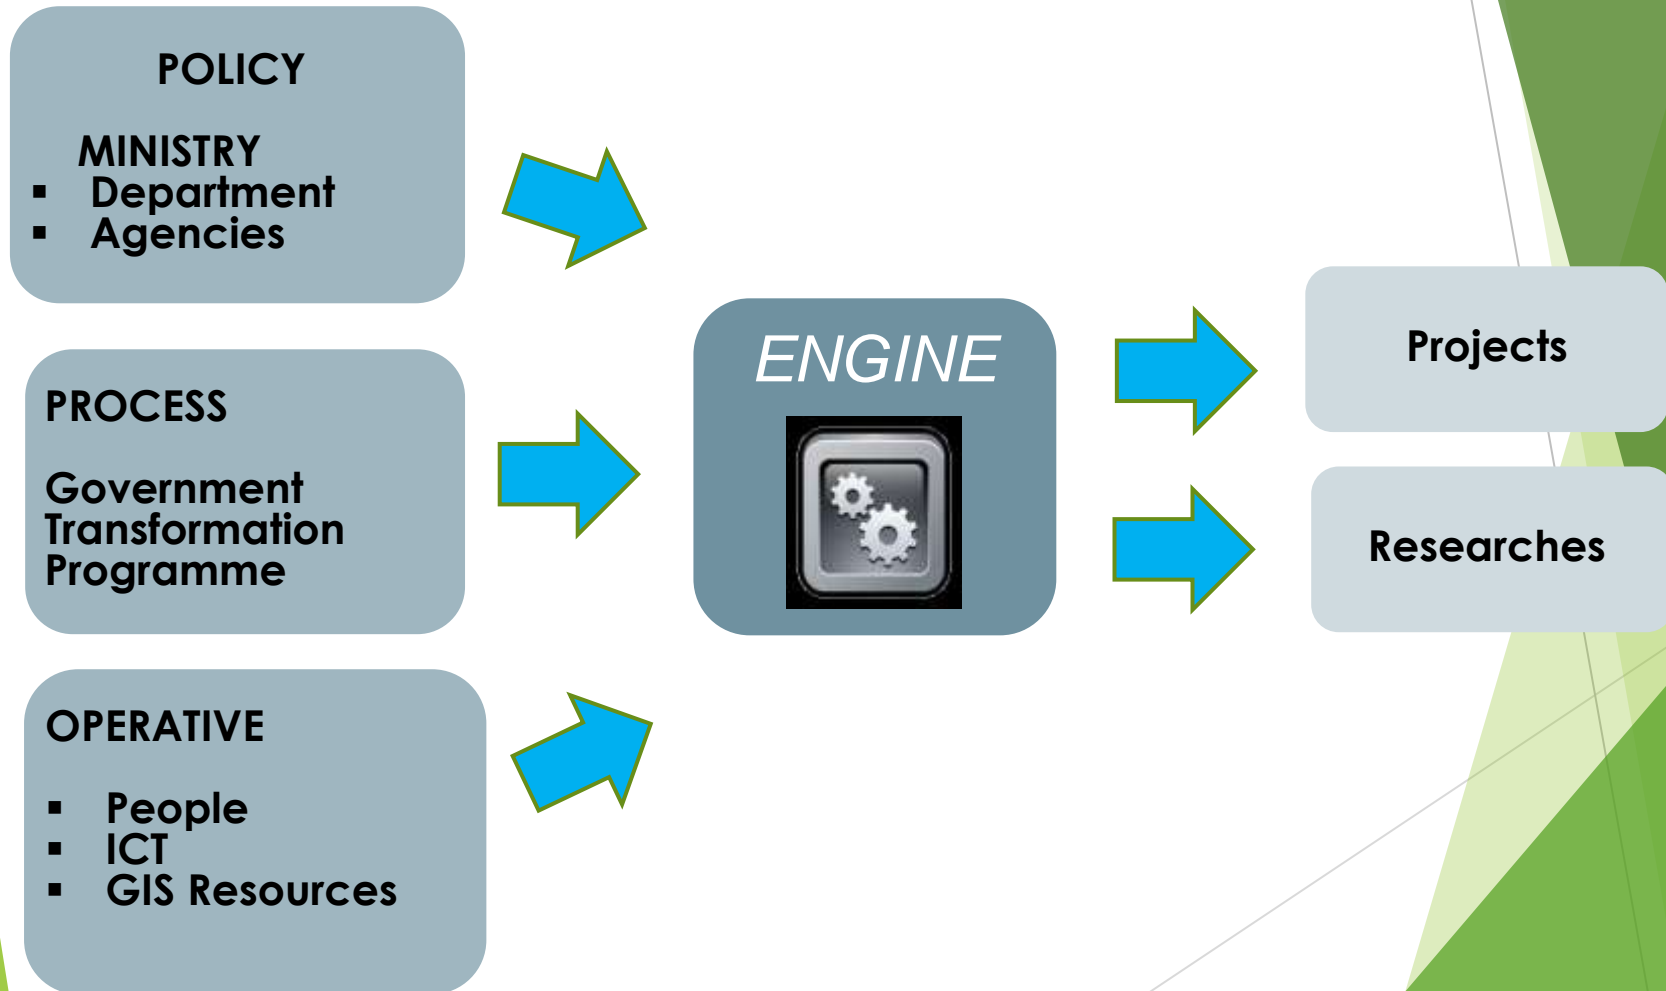 POLICY
MINISTRY
▪ Department
▪ Agencies
PROCESS
Government
Transformation
Programme
OPERATIVE
▪ People
▪ ICT
▪ GIS Resources
ENGINE
Projects
Researches